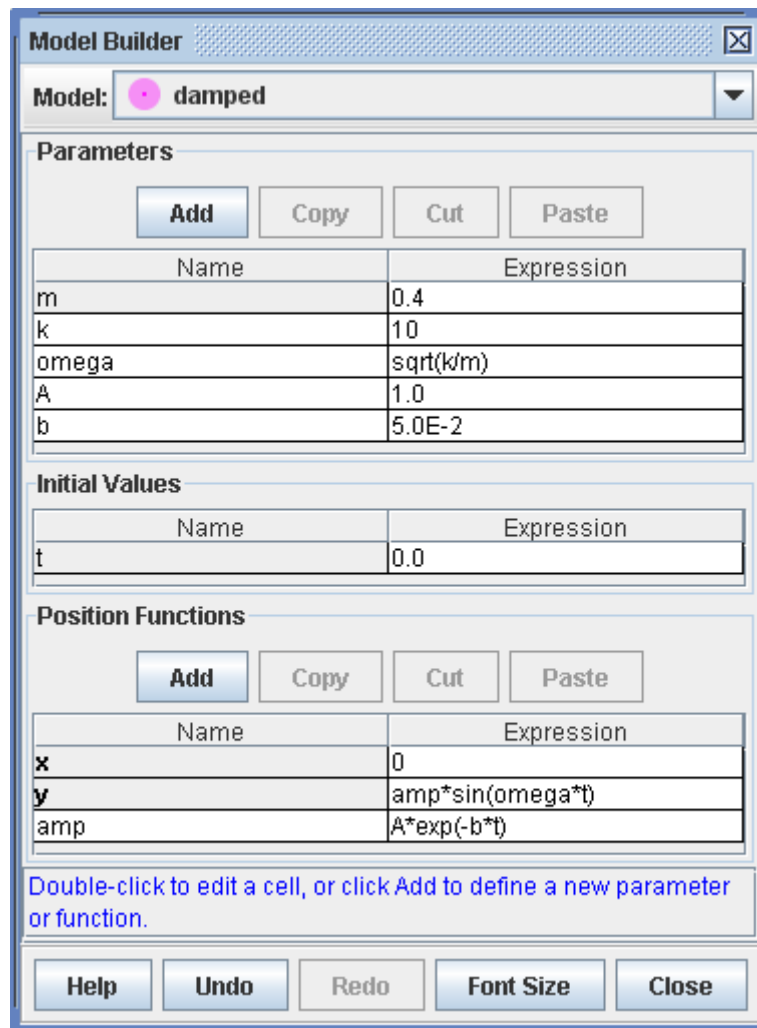 Model Builder
Model: damped
Parameters
Add Copy Cut Paste
Name Expression
m 0.4
k 10
omega sqrt(k/m)
A 1.0
b 5.0E-2
Initial Values
Name Expression
t 0.0
Position Functions
Add Copy Cut Paste
Name Expression
x 0
y amp*sin(omega*t)
amp A*exp(-b*t)
Double-click to edit a cell, or click Add to define a new parameter
or function.
Help Undo Redo Font Size Close